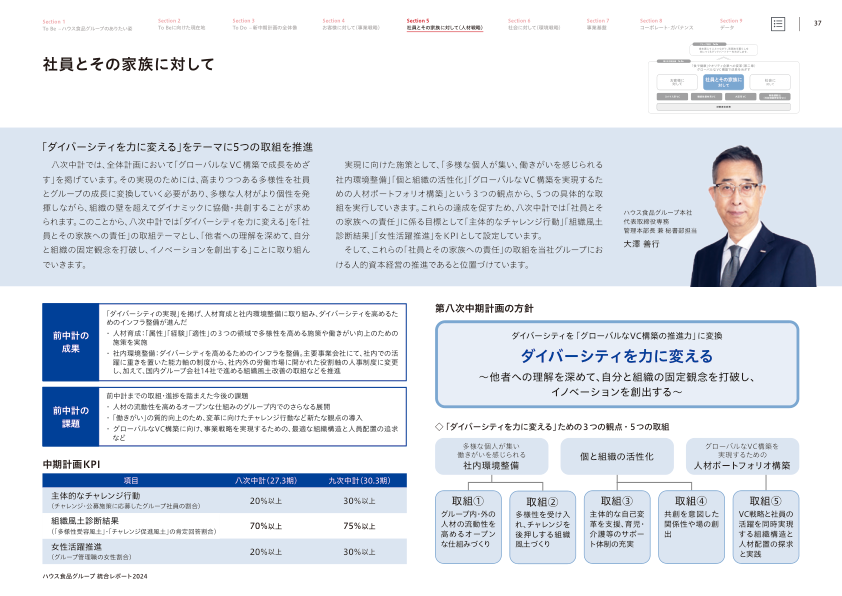 Section 1
To Be －ハウス食品グループのありたい姿
Section 2
To Beに向けた現在地
Section 3
To Do －新中期計画の全体像
Section 4
お客様に対して（事業戦略）
Section 5
社員とその家族に対して（人材戦略）
Section 6
社会に対して（環境戦略）
Section 7
事業基盤
Section 8
コーポレート・ガバナンス
Section 9
データ
37
社員とその家族に対して
お客様に
対して
社員とその家族に
対して
社会に
対して
「ダイバーシティを力に変える」をテーマに5つの取組を推進
八次中計では、全体計画において「グローバルなVC構築で成長をめざ
す」を掲げています。その実現のためには、高まりつつある多様性を社員
とグループの成長に変換していく必要があり、多様な人材がより個性を発
揮しながら、組織の壁を超えてダイナミックに協働・共創することが求め
られます。このことから、八次中計では「ダイバーシティを力に変える」を「社
員とその家族への責任」の取組テーマとし、「他者への理解を深めて、自分
と組織の固定観念を打破し、イノベーションを創出する」ことに取り組ん
でいきます。
実現に向けた施策として、「多様な個人が集い、働きがいを感じられる
社内環境整備」「個と組織の活性化」「グローバルなVC構築を実現するた
めの人材ポートフォリオ構築」という3つの観点から、5つの具体的な取
組を実行していきます。これらの達成を促すため、八次中計では「社員とそ
の家族への責任」に係る目標として「主体的なチャレンジ行動」「組織風土
診断結果」「女性活躍推進」をKPIとして設定しています。
そして、これらの「社員とその家族への責任」の取組を当社グループにお
ける人的資本経営の推進であると位置づけています。
ハウス食品グループ本社
代表取締役専務
管理本部長 兼 秘書部担当
大澤 善行
前中計の
成果
「ダイバーシティの実現」を掲げ、人材育成と社内環境整備に取り組み、ダイバーシティを高めるた
めのインフラ整備が進んだ
・人材育成：「属性」「経験」「適性」の3つの領域で多様性を高める施策や働きがい向上のための
施策を実施
・社内環境整備：ダイバーシティを高めるためのインフラを整備。主要事業会社にて、社内での活
躍に重きを置いた能力軸の制度から、社内外の労働市場に開かれた役割軸の人事制度に変更
し、加えて、国内グループ会社14社で進める組織風土改善の取組などを推進
前中計の
課題
前中計までの取組・進捗を踏まえた今後の課題
・人材の流動性を高めるオープンな仕組みのグループ内でのさらなる展開
・「働きがい」の質的向上のため、変革に向けたチャレンジ行動など新たな観点の導入
・グローバルなVC構築に向け、事業戦略を実現するための、最適な組織構造と人員配置の追求
など
中期計画KPI
項目
八次中計（27.3期）
九次中計（30.3期）
主体的なチャレンジ行動
（チャレンジ・公募施策に応募したグループ社員の割合）
20%以上
30%以上
組織風土診断結果
（「多様性受容風土」・「チャレンジ促進風土」の肯定回答割合）
70%以上
75%以上
女性活躍推進
（グループ管理職の女性割合）
20%以上
30%以上
第八次中期計画の方針
ダイバーシティを「グローバルなVC構築の推進力」に変換
ダイバーシティを力に変える
～他者への理解を深めて、自分と組織の固定観念を打破し、
イノベーションを創出する～
◇「ダイバーシティを力に変える」ための3つの観点・5つの取組
多様な個人が集い
働きがいを感じられる
社内環境整備
個と組織の活性化
グローバルなVC構築を
実現するための
人材ポートフォリオ構築
取組①
グループ内・外の
人材の流動性を
高めるオープン
な仕組みづくり
取組②
多様性を受け入
れ、チャレンジを
後押しする組織
風土づくり
取組③
主体的な自己変
革を支援、育児・
介護等のサポー
ト体制の充実
取組④
共創を意図した
関係性や場の創
出
取組⑤
VC戦略と社員の
活躍を同時実現
する組織構造と
人材配置の探求
と実践
ハウス食品グループ 統合レポート2024